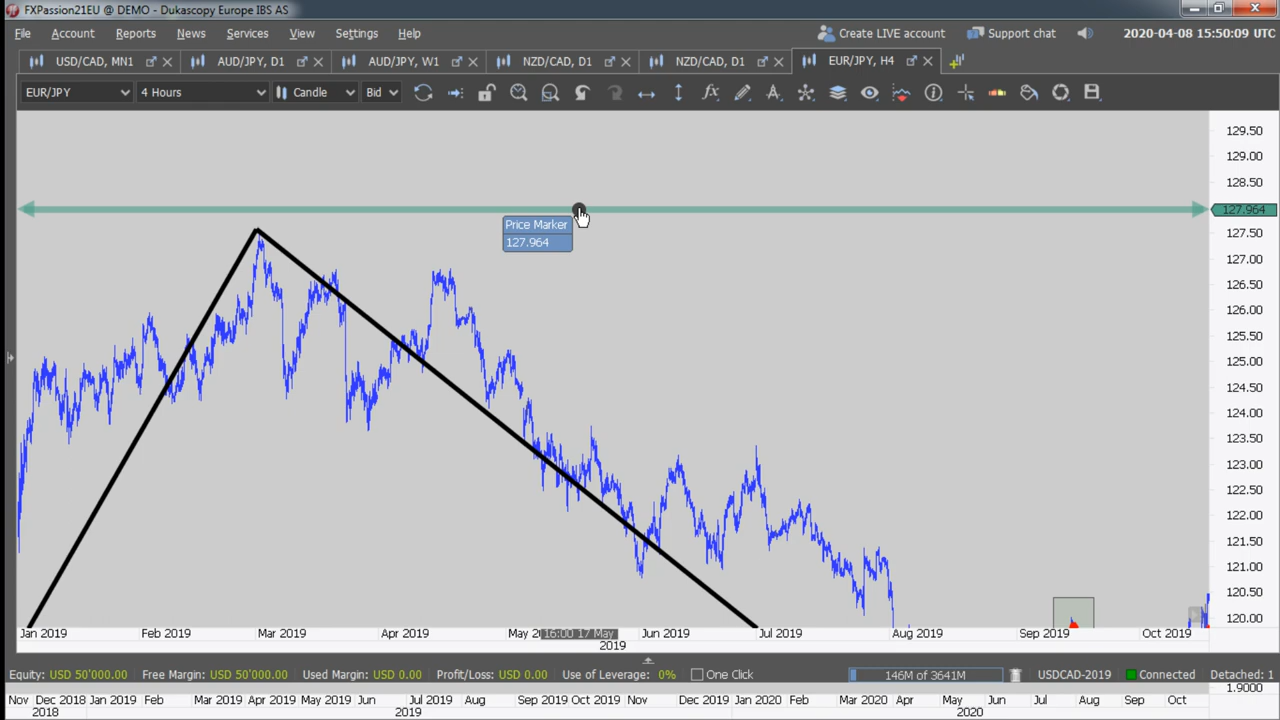 FXPassion21EU @ DEMO - Dukascopy Europe IBS AS
File Account Reports News Services View Settings Help Create LIVE account Support chat 2020-04-08 15:50:09 UTC
USD/CAD, MN1 AUD/JPY, D1 AUD/JPY, W1 NZD/CAD, D1 NZD/CAD, D1 EUR/JPY, H4
EUR/JPY 4 Hours Candle Bid
129.50
129.00
128.50
127.964
Price Marker
127.50
127.964
127.00
126.50
126.00
125.50
125.00
124.50
124.00
123.50
123.00
122.50
122.00
121.50
121.00
120.50
120.00
Jan 2019 Feb 2019 Mar 2019 Apr 2019 May 16:00 17 May Jun 2019 Jul 2019 Aug 2019 Sep 2019 Oct 2019
2019
Equity: USD 50'000.00 Free Margin: USD 50'000.00 Used Margin: USD 0.00 Profit/Loss: USD 0.00 Use of Leverage: 0% One Click 146M of 3641M USDCAD-2019 Connected Detached: 1
1.9000
Nov Dec 2018 Jan 2019 Feb Mar 2019 Apr 2019 May 2019 Jun Jul 2019 Aug Sep 2019 Oct 2019 Nov Dec 2019 Jan 2020 Feb Mar 2020 Apr May Jun Jul Aug Sep Oct
2018 2019 2020